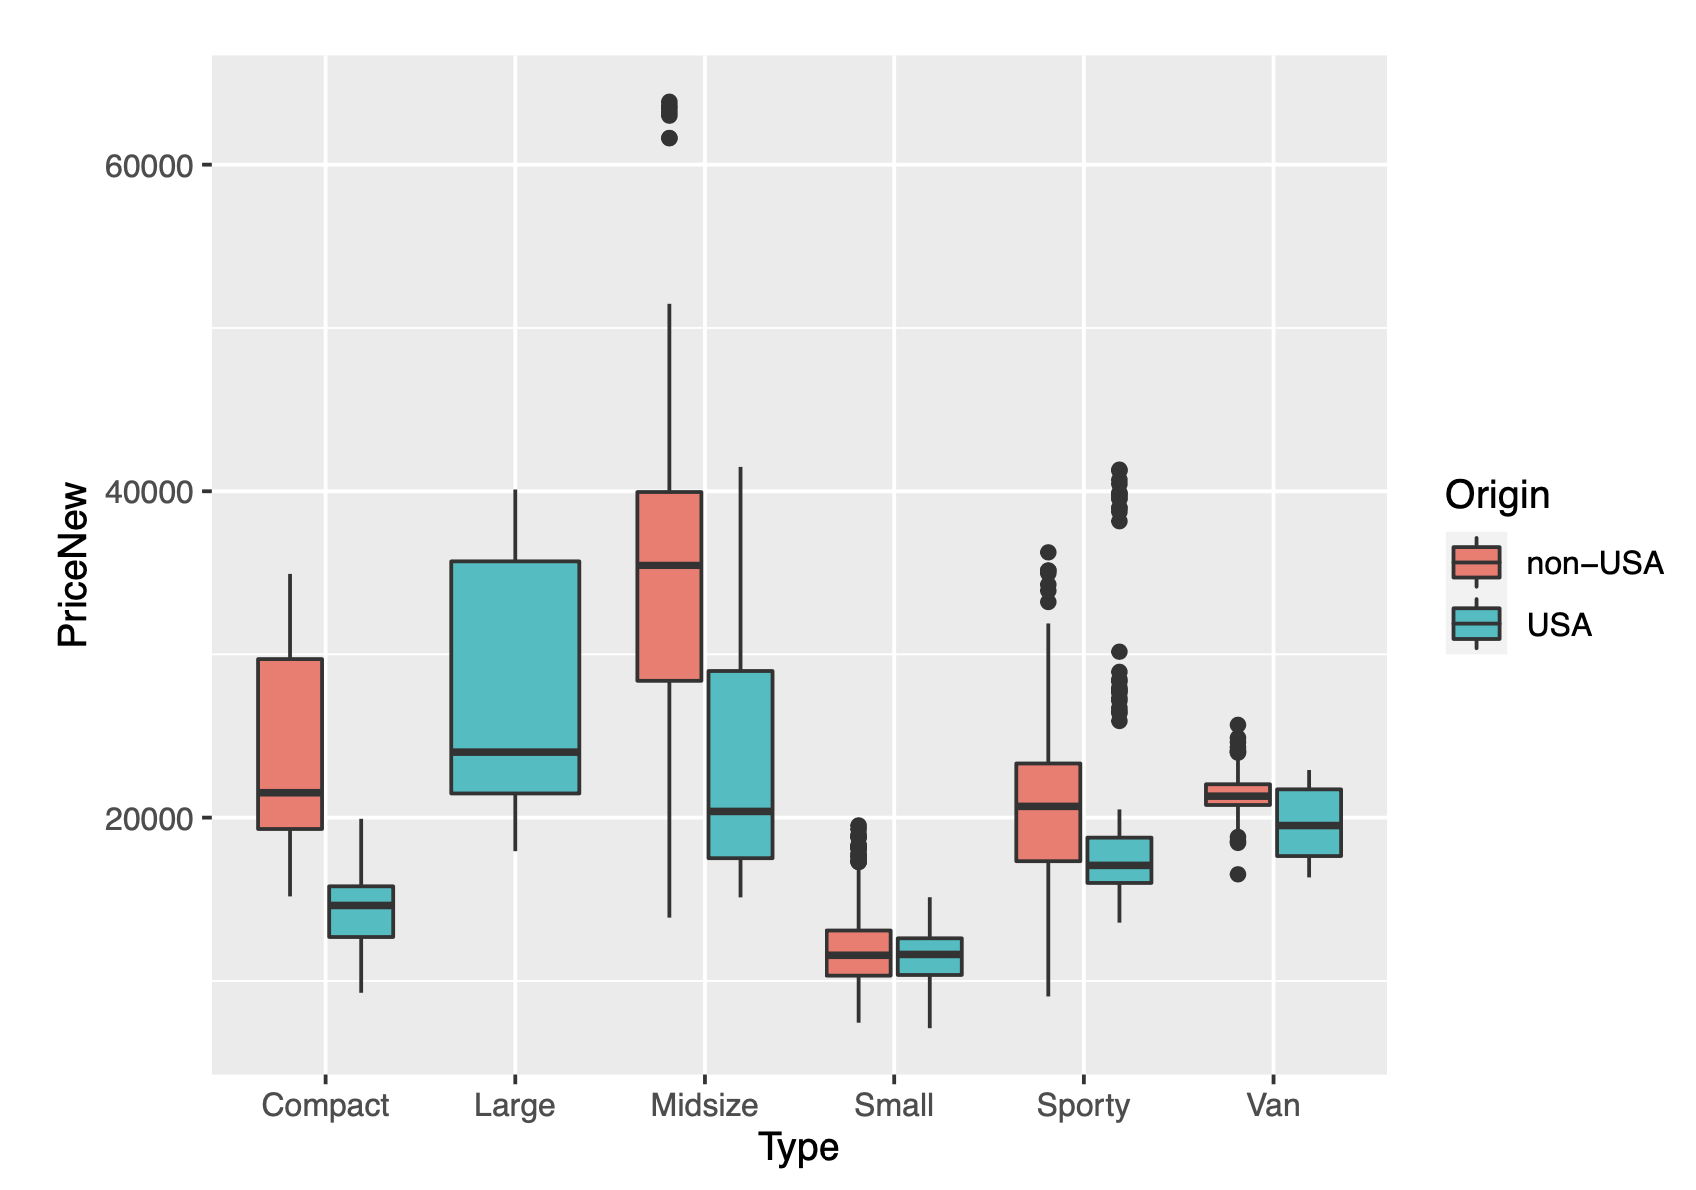 60000
40000
20000
PriceNew
Compact
Large
Midsize
Small
Sporty
Van
Type
Origin
non−USA
USA